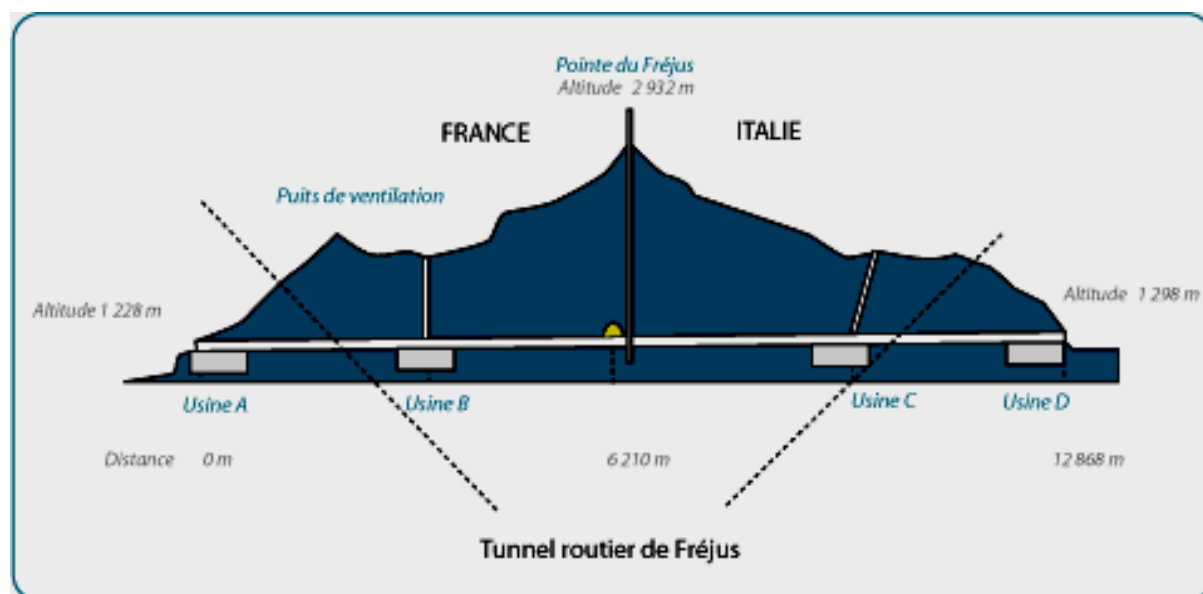 Pointe du Fréjus
Altitude 2 932 m
FRANCE
ITALIE
Puits de ventilation
Altitude 1 228 m
Altitude 1 298 m
Usine A
Usine B
Usine C
Usine D
Distance 0 m
6 210 m
12 868 m
Tunnel routier de Fréjus